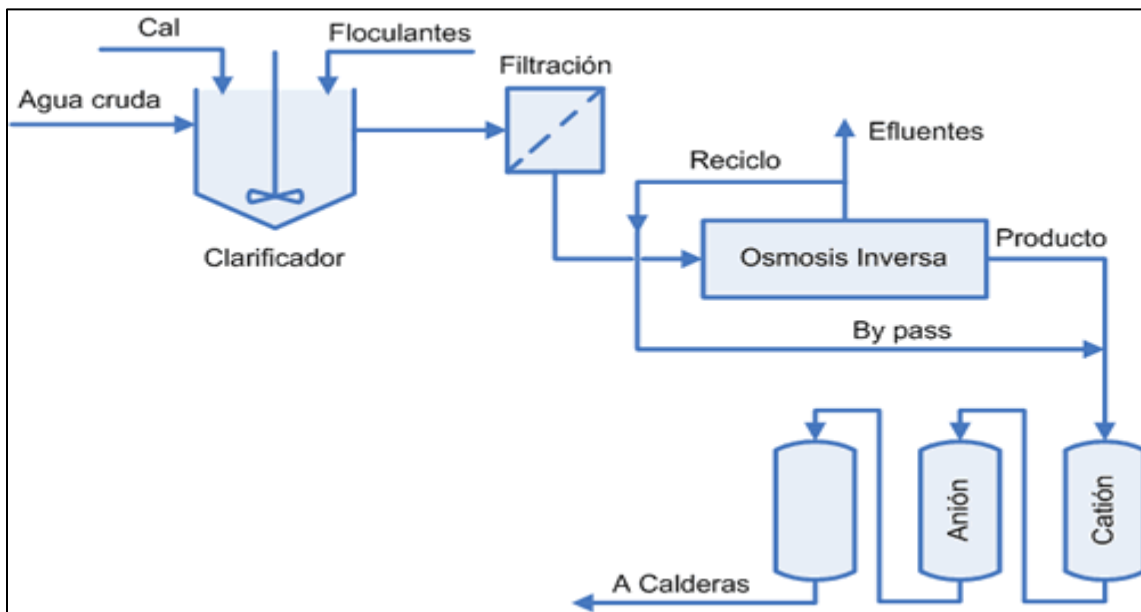 Cal
Floculantes
Filtración
Agua cruda
Efluentes
Reciclo
Clarificador
Osmosis Inversa
Producto
By pass
Anión
Catión
A Calderas